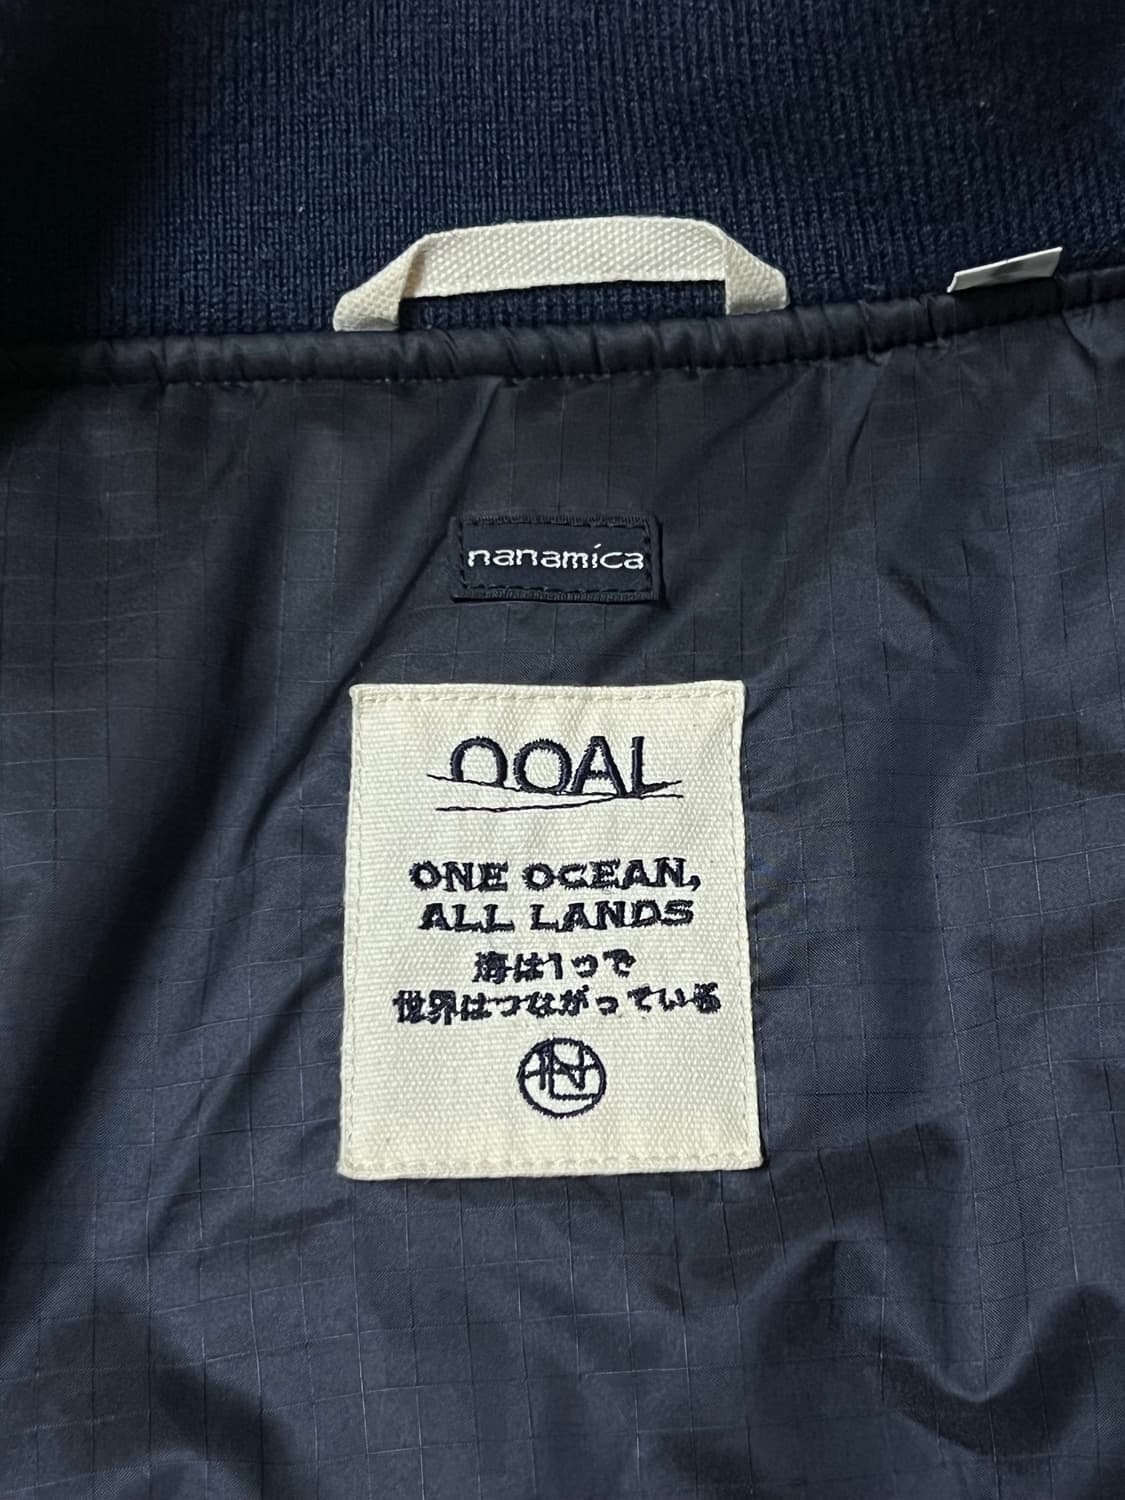 nanamica
OOAL
ONE OCEAN,
ALL LANDS
海は1つで
世界はつながっている